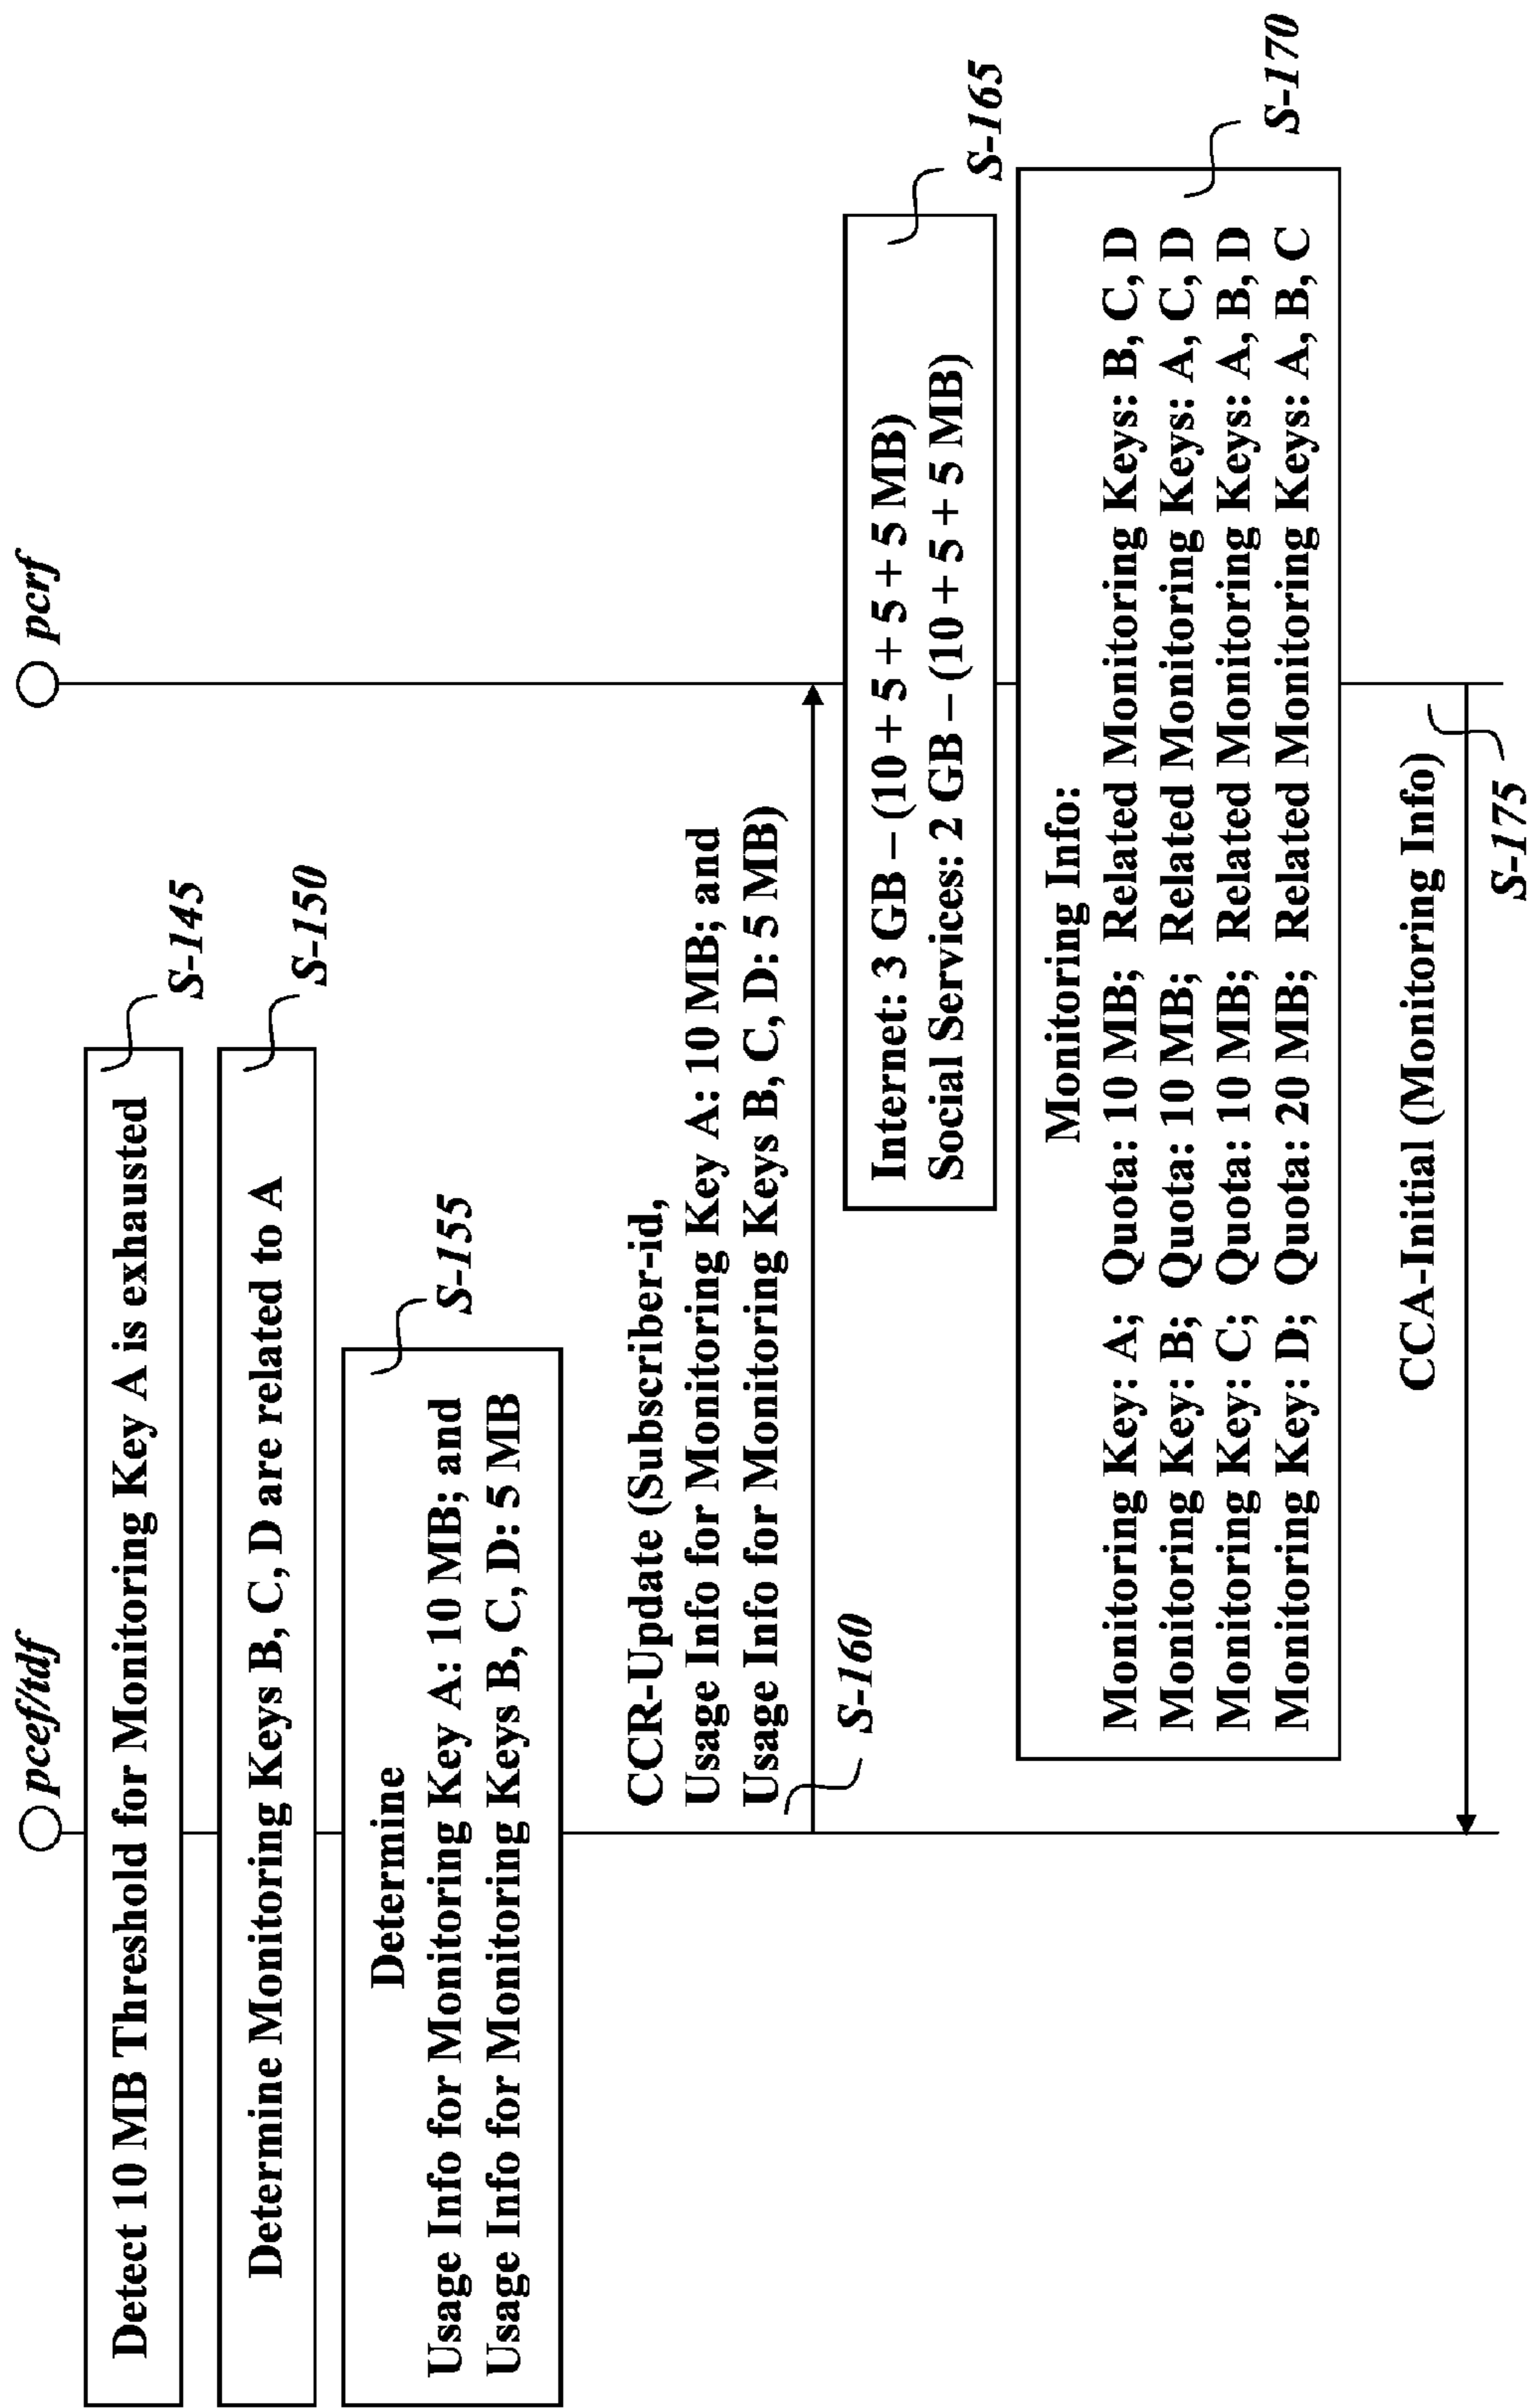 pcef/tdf
pcrf
Detect 10 MB Threshold for Monitoring Key A is exhausted
S-145
Determine Monitoring Keys B, C, D are related to A
S-150
Determine
Usage Info for Monitoring Key A: 10 MB; and
Usage Info for Monitoring Keys B, C, D: 5 MB
S-155
CCR-Update (Subscriber-id,
Usage Info for Monitoring Key A: 10 MB; and
Usage Info for Monitoring Keys B, C, D: 5 MB)
S-160
Internet: 3 GB – (10 + 5 + 5 + 5 MB)
Social Services: 2 GB – (10 + 5 + 5 + 5 MB)
S-165
Monitoring Info:
Monitoring Key: A; Quota: 10 MB; Related Monitoring Keys: B, C, D
Monitoring Key: B; Quota: 10 MB; Related Monitoring Keys: A, C, D
Monitoring Key: C; Quota: 10 MB; Related Monitoring Keys: A, B, D
Monitoring Key: D; Quota: 20 MB; Related Monitoring Keys: A, B, C
S-170
CCA-Initial (Monitoring Info)
S-175